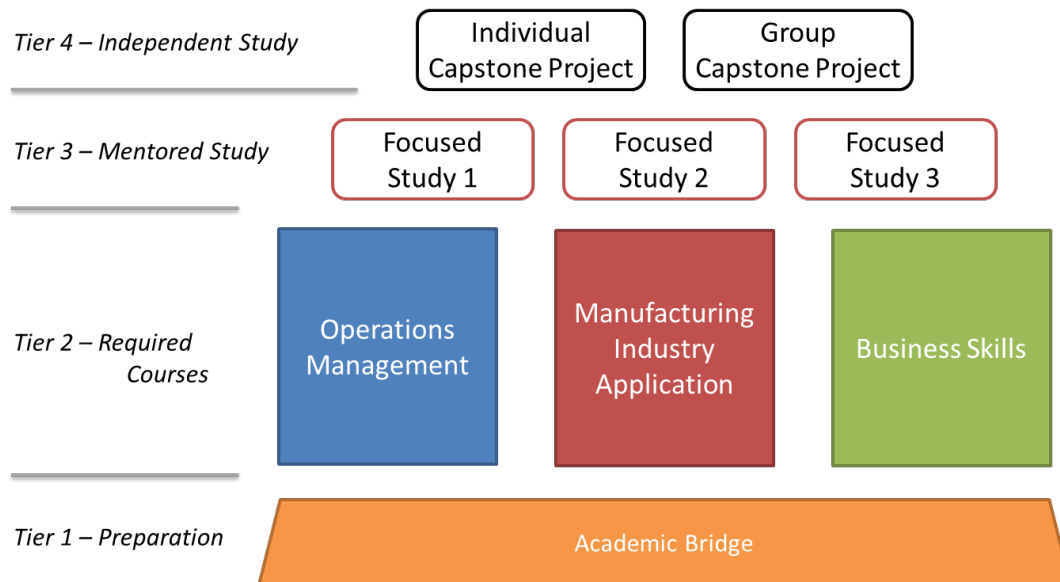 Tier 4 – Independent Study
Individual
Capstone Project
Group
Capstone Project
Tier 3 – Mentored Study
Focused
Study 1
Focused
Study 2
Focused
Study 3
Tier 2 – Required
Courses
Operations
Management
Manufacturing
Industry
Application
Business Skills
Tier 1 – Preparation
Academic Bridge